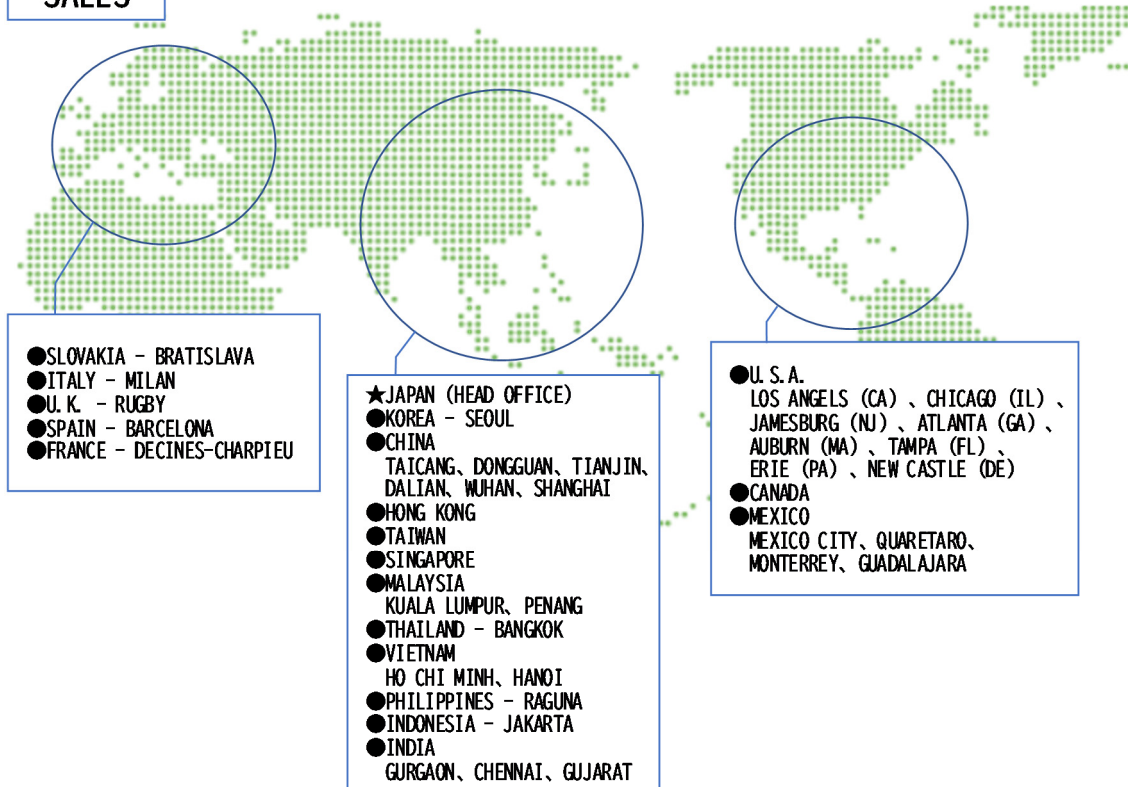 SALES
●SLOVAKIA - BRATISLAVA
●ITALY - MILAN
●U.K. - RUGBY
●SPAIN - BARCELONA
●FRANCE - DECINES-CHARPIEU
★JAPAN (HEAD OFFICE)
●KOREA - SEOUL
●CHINA
TAICANG、DONGGUAN、TIANJIN、
DALIAN、WUHAN、SHANGHAI
●HONG KONG
●TAIWAN
●SINGAPORE
●MALAYSIA
KUALA LUMPUR、PENANG
●THAILAND - BANGKOK
●VIETNAM
HO CHI MINH、HANOI
●PHILIPPINES - RAGUNA
●INDONESIA - JAKARTA
●INDIA
GURGAON、CHENNAI、GUJARAT
●U.S.A.
LOS ANGELS (CA) 、CHICAGO (IL) 、
JAMESBURG (NJ) 、ATLANTA (GA) 、
AUBURN (MA) 、TAMPA (FL) 、
ERIE (PA) 、NEW CASTLE (DE)
●CANADA
●MEXICO
MEXICO CITY、QUARETARO、
MONTERREY、GUADALAJARA